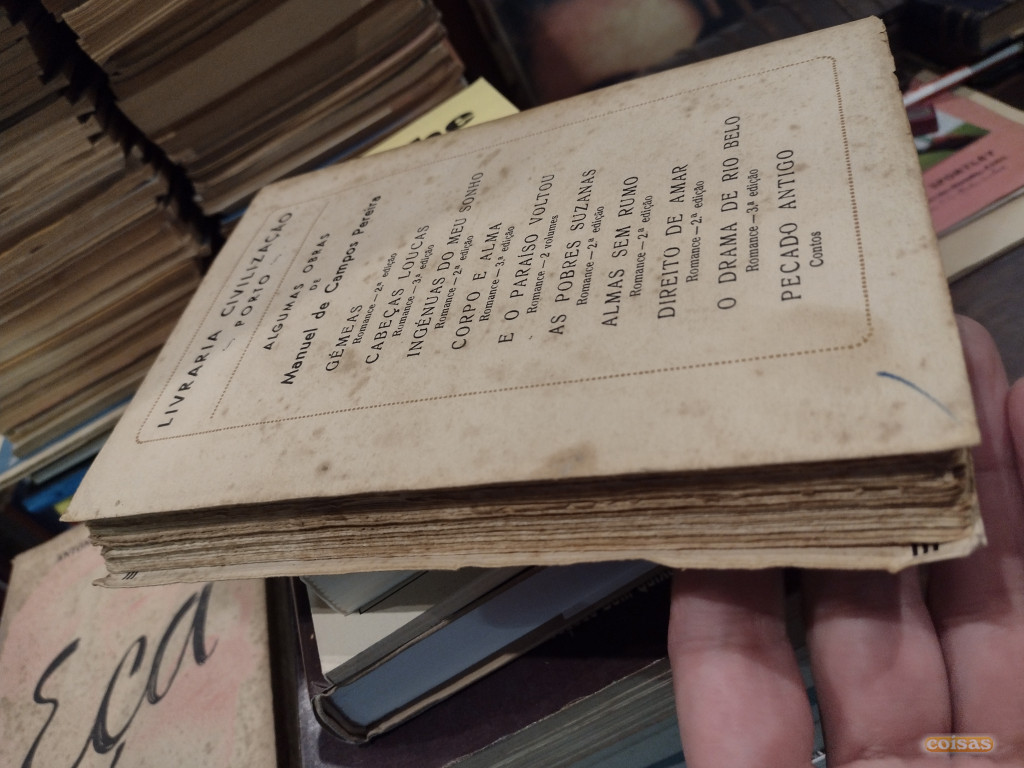 LIVRARIA CIVILIZAÇÃO
— PORTO —
ALGUMAS OBRAS
DE
Manuel de Campos Pereira
GÉMEAS
Romance—2.ª edição
CABEÇAS LOUCAS
Romance—3.ª edição
INGÉNUAS DO MEU SONHO
Romance—2.ª edição
CORPO E ALMA
Romance—3.ª edição
E O PARAÍSO VOLTOU
Romance—2 volumes
AS POBRES SUZANAS
Romance—2.ª edição
ALMAS SEM RUMO
Romance—2.ª edição
DIREITO DE AMAR
Romance—2.ª edição
O DRAMA DE RIO BELO
Romance—3.ª edição
PECADO ANTIGO
Contos
Eça
coisas